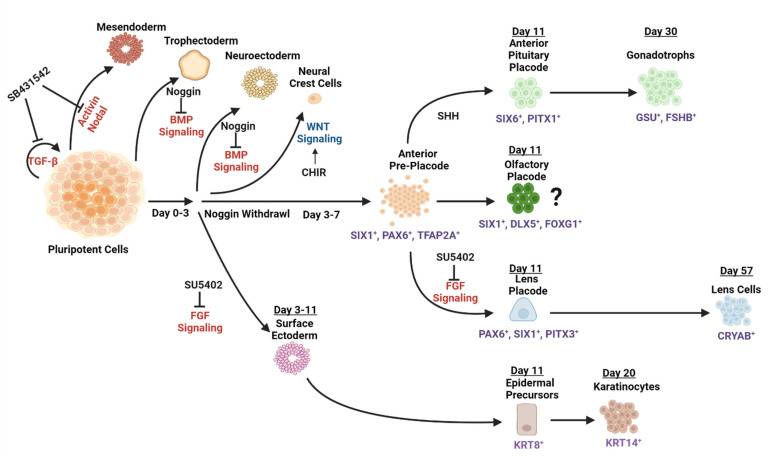 Mesendoderm
SB431542
Activin
Nodal
TGF-β
Pluripotent Cells
Trophectoderm
Noggin
BMP
Signaling
Neuroectoderm
Noggin
BMP
Signaling
Neural
Crest Cells
WNT
Signaling
CHIR
Day 0-3
Noggin Withdrawl
Day 3-7
Anterior
Pre-Placode
SIX1⁺, PAX6⁺, TFAP2A⁺
SHH
Day 11
Anterior
Pituitary
Placode
SIX6⁺, PITX1⁺
Day 30
Gonadotrophs
GSU⁺, FSHB⁺
Day 11
Olfactory
Placode
?
SIX1⁺, DLX5⁺, FOXG1⁺
SU5402
FGF
Signaling
Day 11
Lens
Placode
PAX6⁺, SIX1⁺, PITX3⁺
Day 57
Lens Cells
CRYAB⁺
SU5402
FGF
Signaling
Day 3-11
Surface
Ectoderm
Day 11
Epidermal
Precursors
KRT8⁺
Day 20
Karatinocytes
KRT14⁺